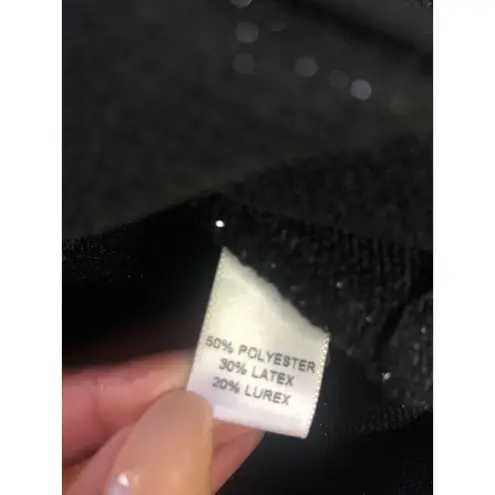 50% POLYESTER
30% LATEX
20% LUREX